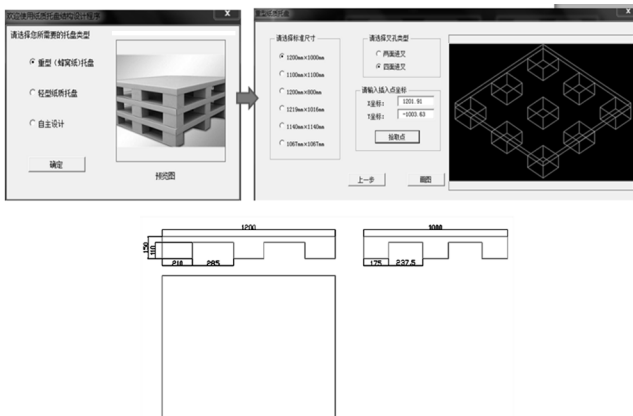 欢迎使用纸质托盘结构设计程序
X
请选择您所需要的托盘类型
重型（蜂窝纸)托盘
轻型纸质托盘
自主设计
确定
预览图
重型纸质托盘
X
请选择标准尺寸
1200mm×1000mm
1100mm×1100mm
1200mm×800mm
1219mm×1016mm
1140mm×1140mm
1067mm×1067mm
请选择叉孔类型
两面进叉
四面进叉
请输入插入点坐标
X坐标: 1201.91
Y坐标: -1003.63
拾取点
上一步
画图
1200
150
110
210
285
1000
175
237.5